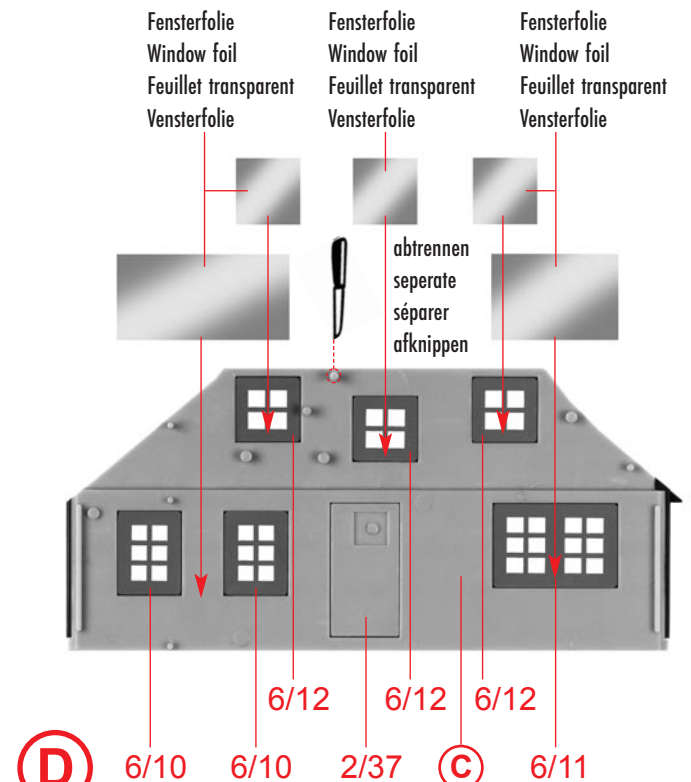 Fensterfolie
Window foil
Feuillet transparent
Vensterfolie
Fensterfolie
Window foil
Feuillet transparent
Vensterfolie
Fensterfolie
Window foil
Feuillet transparent
Vensterfolie
abtrennen
seperate
séparer
afknippen
6/12
6/12
6/12
D
6/10
6/10
2/37
C
6/11